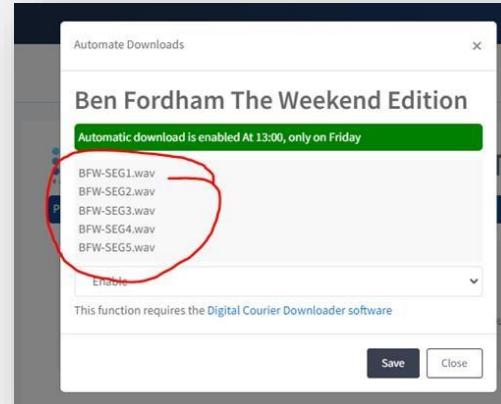 Automate Downloads ×
Ben Fordham The Weekend Edition
Automatic download is enabled At 13:00, only on Friday
BFW-SEG1.wav
BFW-SEG2.wav
BFW-SEG3.wav
BFW-SEG4.wav
BFW-SEG5.wav
Enable
This function requires the Digital Courier Downloader software
Save Close